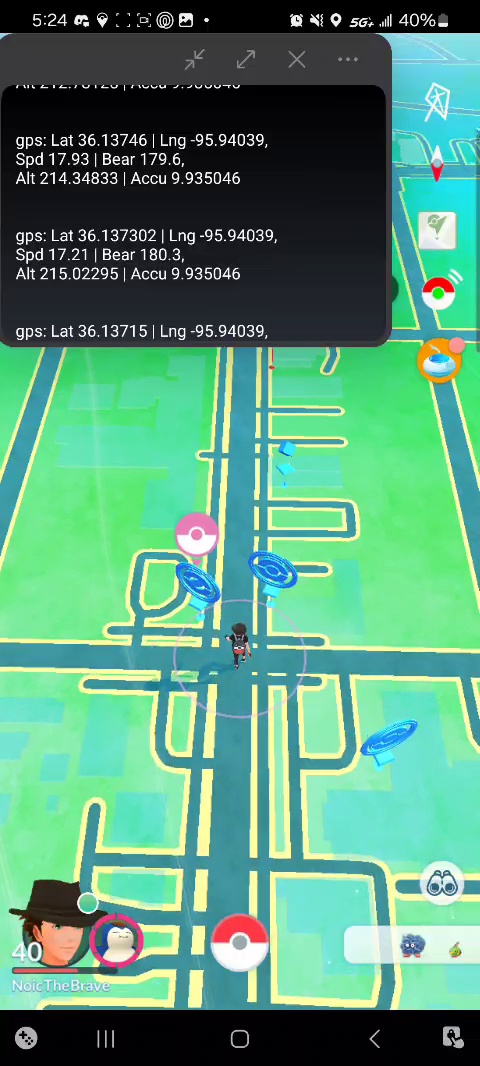 5:24
5G+
40%
Alt 212.78128 | Accu 9.935046
gps: Lat 36.13746 | Lng -95.94039,
Spd 17.93 | Bear 179.6,
Alt 214.34833 | Accu 9.935046
gps: Lat 36.137302 | Lng -95.94039,
Spd 17.21 | Bear 180.3,
Alt 215.02295 | Accu 9.935046
gps: Lat 36.13715 | Lng -95.94039,
40
NoicTheBrave